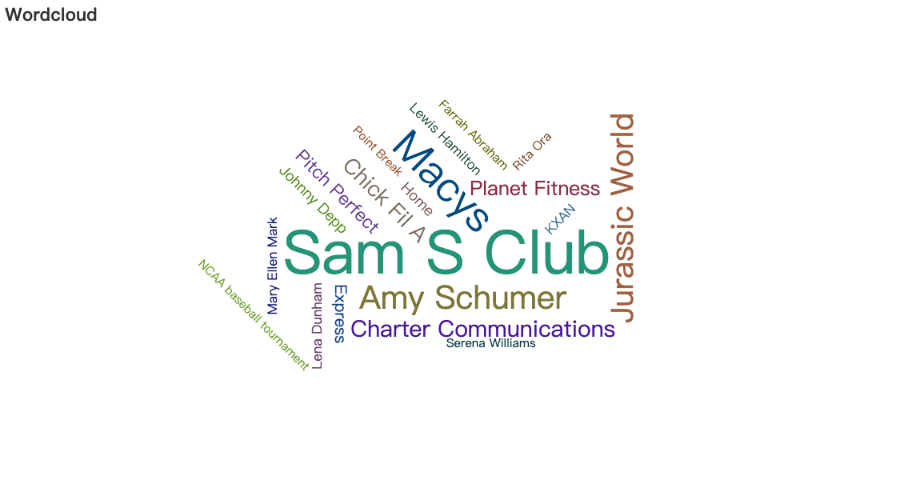 Wordcloud
Farrah Abraham
Lewis Hamilton
Rita Ora
Point Break
Macys
Jurassic World
Pitch Perfect
Chick Fil A
Home
Planet Fitness
Johnny Depp
KXAN
Mary Ellen Mark
Sam S Club
NCAA baseball tournament
Lena Dunham
Express
Amy Schumer
Charter Communications
Serena Williams